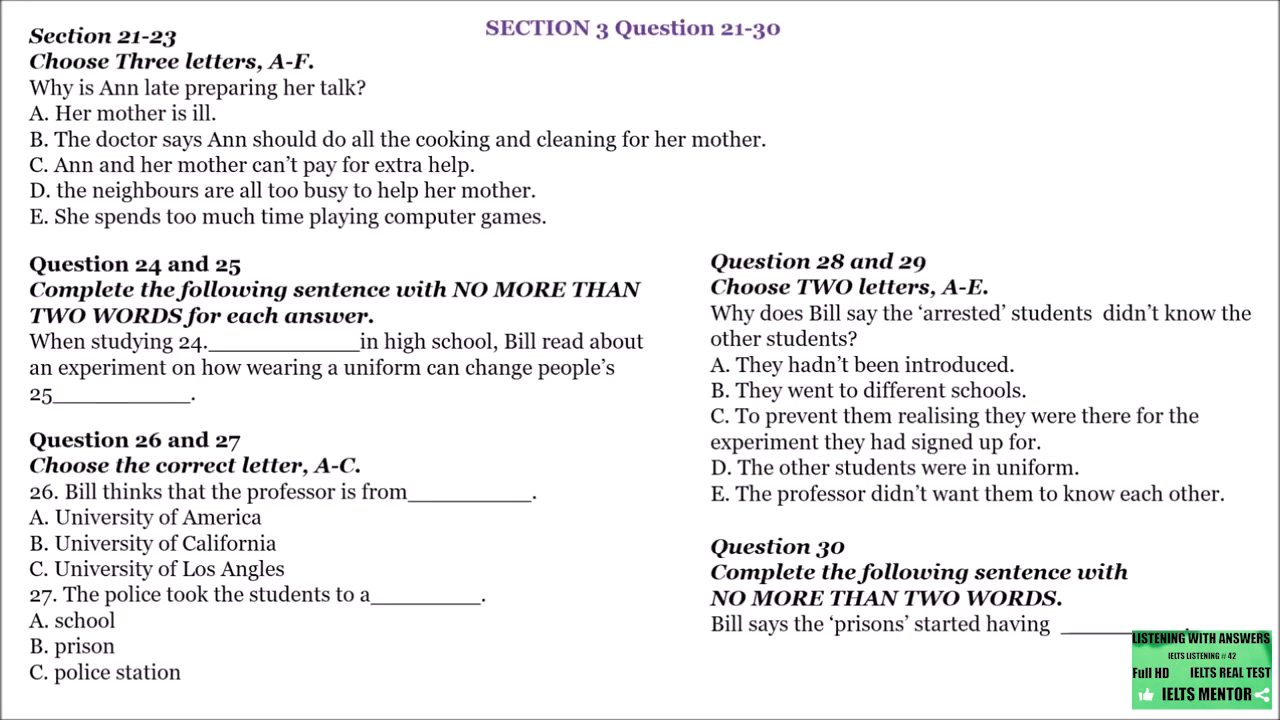 SECTION 3 Question 21-30
Section 21-23
Choose Three letters, A-F.
Why is Ann late preparing her talk?
A. Her mother is ill.
B. The doctor says Ann should do all the cooking and cleaning for her mother.
C. Ann and her mother can't pay for extra help.
D. the neighbours are all too busy to help her mother.
E. She spends too much time playing computer games.
Question 24 and 25
Complete the following sentence with NO MORE THAN
TWO WORDS for each answer.
When studying 24.______________in high school, Bill read about
an experiment on how wearing a uniform can change people's
25_____________.
Question 26 and 27
Choose the correct letter, A-C.
26. Bill thinks that the professor is from____________.
A. University of America
B. University of California
C. University of Los Angles
27. The police took the students to a__________.
A. school
B. prison
C. police station
Question 28 and 29
Choose TWO letters, A-E.
Why does Bill say the 'arrested' students didn't know the
other students?
A. They hadn't been introduced.
B. They went to different schools.
C. To prevent them realising they were there for the
experiment they had signed up for.
D. The other students were in uniform.
E. The professor didn't want them to know each other.
Question 30
Complete the following sentence with
NO MORE THAN TWO WORDS.
Bill says the 'prisons' started having ____________.
LISTENING WITH ANSWERS
IELTS LISTENING # 42
Full HD IELTS REAL TEST
IELTS MENTOR